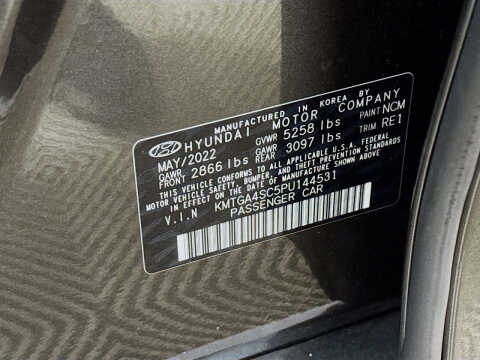 MANUFACTURED IN KOREA BY
HYUNDAI MOTOR COMPANY
MAY/2022 GVWR 5258 lbs PAINT NCM
GAWR FRONT 2866 lbs GAWR REAR 3097 lbs TRIM RE1
THIS VEHICLE CONFORMS TO ALL APPLICABLE U.S.A. FEDERAL
MOTOR VEHICLE SAFETY, BUMPER, AND THEFT PREVENTION STANDARDS
IN EFFECT ON THE DATE OF MANUFACTURE SHOWN ABOVE.
V.I.N KMTGA4SC5PU144531
PASSENGER CAR